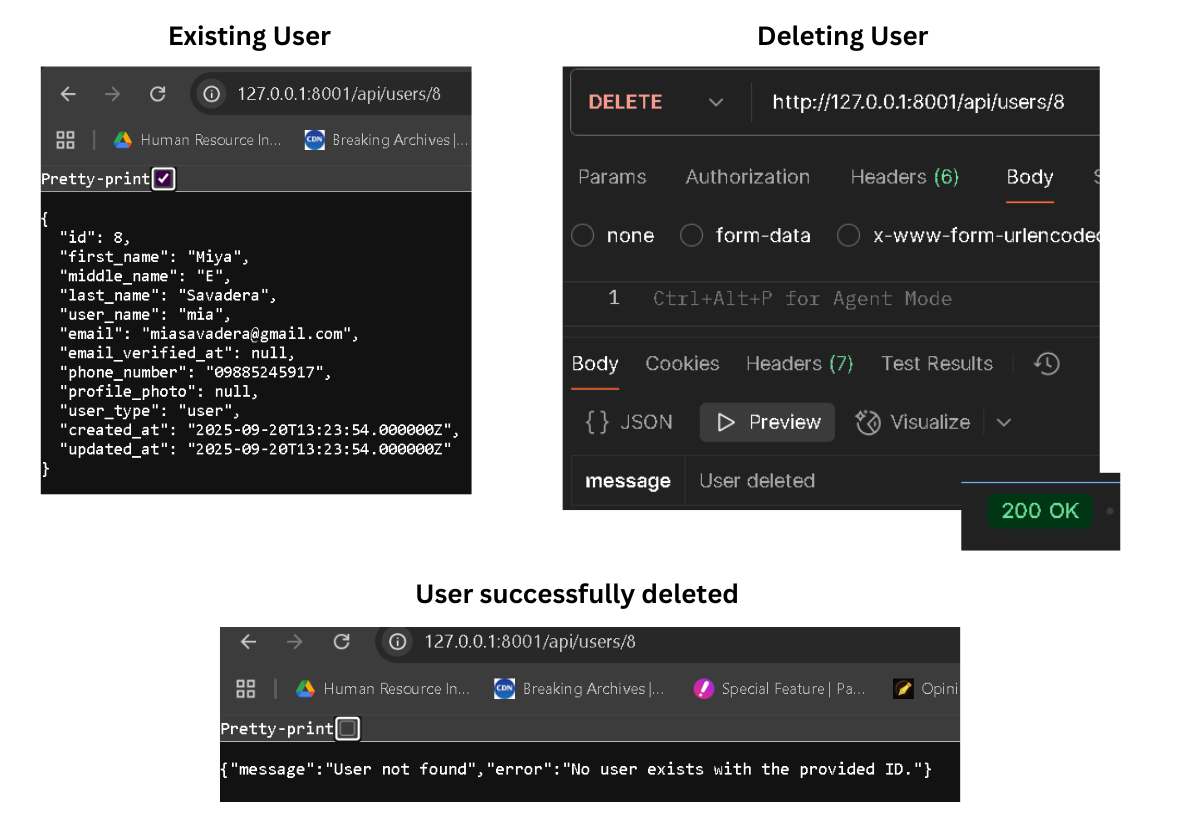 Existing User
127.0.0.1:8001/api/users/8
Human Resource In...
CDN
Breaking Archives |...
Pretty-print
{
"id": 8,
"first_name": "Miya",
"middle_name": "E",
"last_name": "Savadera",
"user_name": "mia",
"email": "miasavadera@gmail.com",
"email_verified_at": null,
"phone_number": "09885245917",
"profile_photo": null,
"user_type": "user",
"created_at": "2025-09-20T13:23:54.000000Z",
"updated_at": "2025-09-20T13:23:54.000000Z"
}
Deleting User
DELETE
http://127.0.0.1:8001/api/users/8
Params Authorization Headers (6) Body S
none form-data x-www-form-urlencoded
1 Ctrl+Alt+P for Agent Mode
Body Cookies Headers (7) Test Results
{} JSON Preview Visualize
message User deleted
200 OK
User successfully deleted
127.0.0.1:8001/api/users/8
Human Resource In... CDN Breaking Archives |... Special Feature | Pa... Opini
Pretty-print
{"message":"User not found","error":"No user exists with the provided ID."}